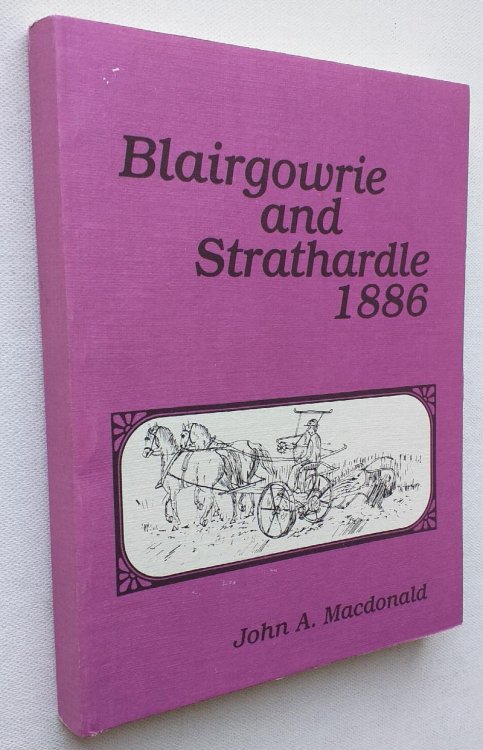 Blairgowrie
and
Strathardle
1886
John A. Macdonald